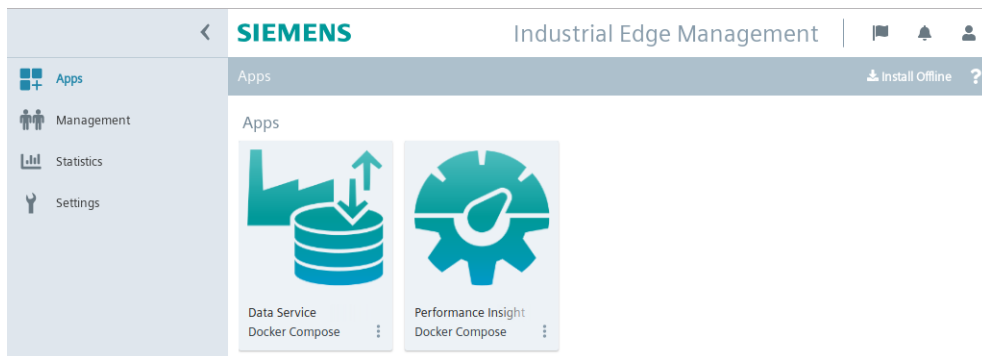 SIEMENS
Industrial Edge Management
Apps
Management
Statistics
Settings
Apps
Install Offline
?
Apps
Data Service
Docker Compose
Performance Insight
Docker Compose